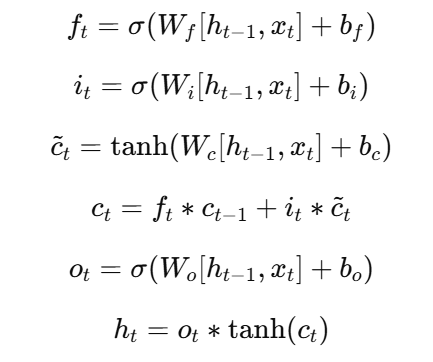 f_t = σ(W_f[h_{t−1}, x_t] + b_f)
i_t = σ(W_i[h_{t−1}, x_t] + b_i)
c̃_t = tanh(W_c[h_{t−1}, x_t] + b_c)
c_t = f_t * c_{t−1} + i_t * c̃_t
o_t = σ(W_o[h_{t−1}, x_t] + b_o)
h_t = o_t * tanh(c_t)